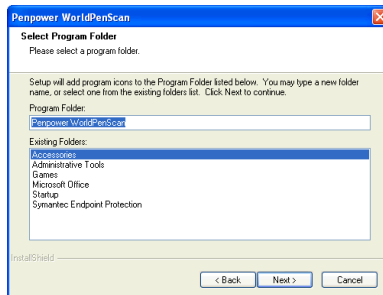 Penpower WorldPenScan
Select Program Folder
Please select a program folder.
Setup will add program icons to the Program Folder listed below. You may type a new folder
name, or select one from the existing folders list. Click Next to continue.
Program Folder:
Penpower WorldPenScan
Existing Folders:
Accessories
Administrative Tools
Games
Microsoft Office
Startup
Symantec Endpoint Protection
InstallShield
< Back Next > Cancel